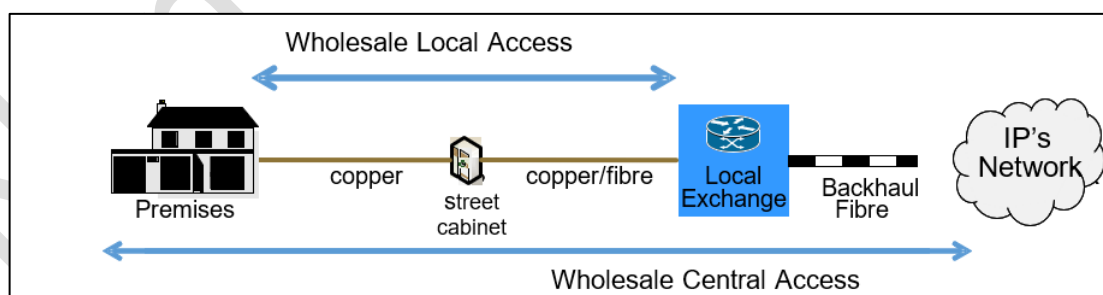 Wholesale Local Access
Premises
copper
street
cabinet
copper/fibre
Local
Exchange
Backhaul
Fibre
IP's
Network
Wholesale Central Access